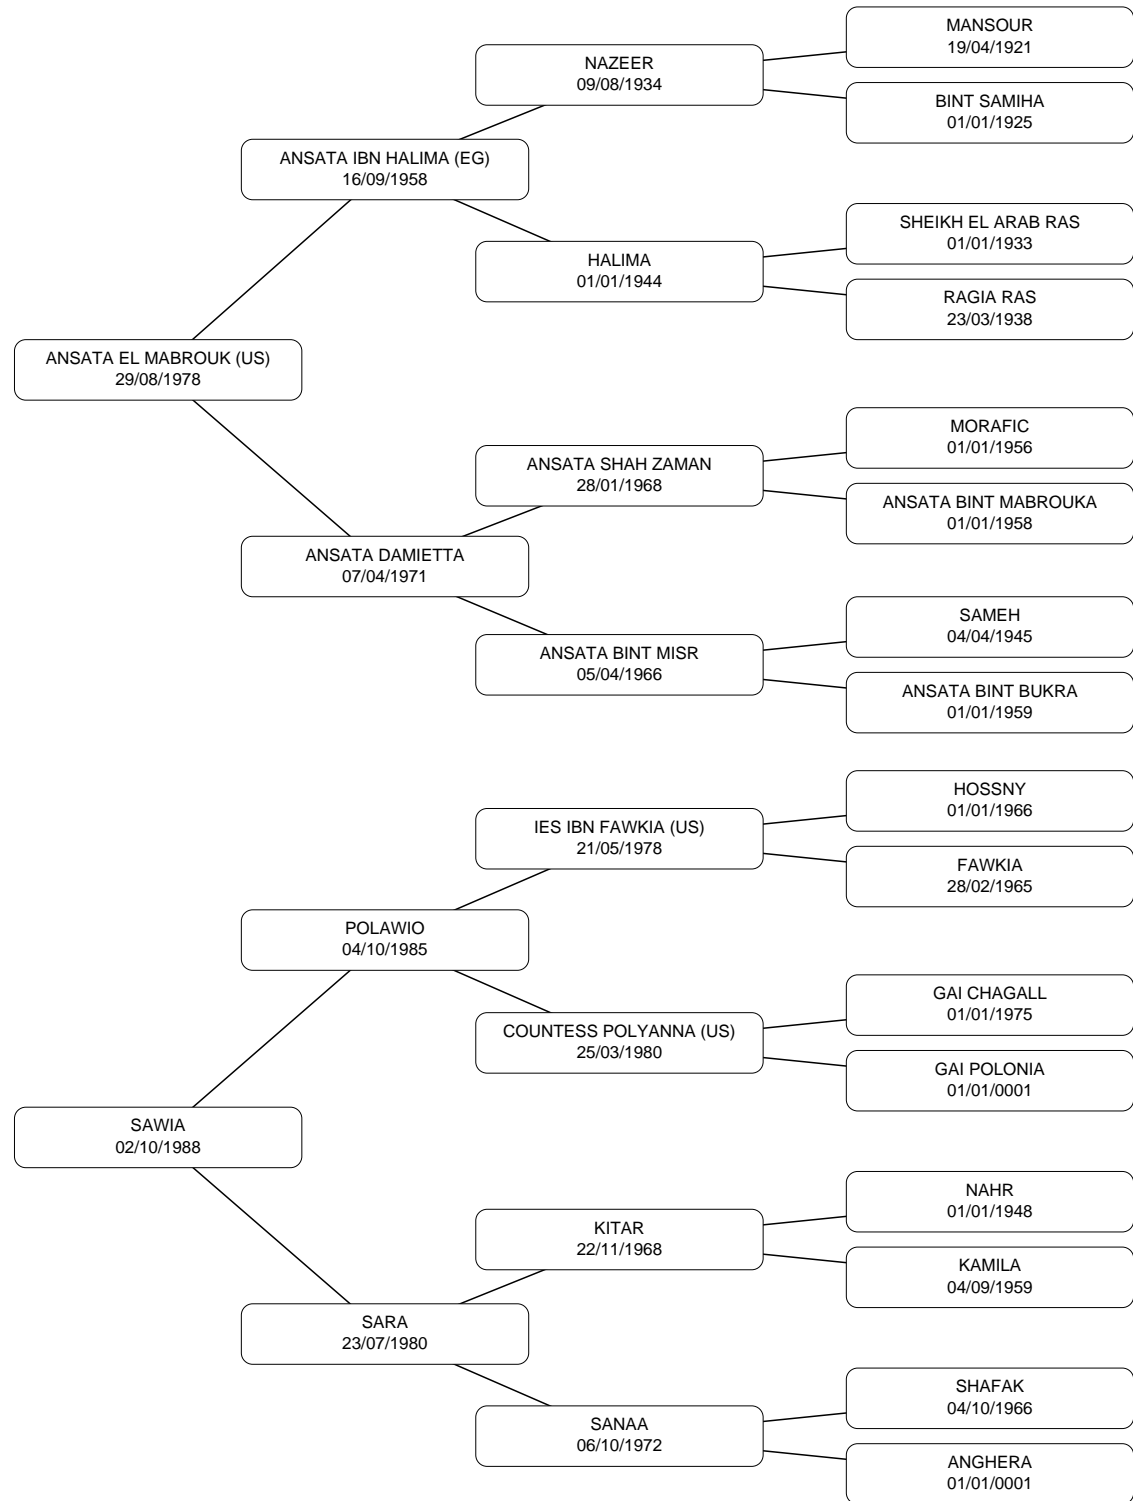 MANSOUR
19/04/1921
NAZEER
09/08/1934
BINT SAMIHA
01/01/1925
ANSATA IBN HALIMA (EG)
16/09/1958
SHEIKH EL ARAB RAS
01/01/1933
HALIMA
01/01/1944
RAGIA RAS
23/03/1938
ANSATA EL MABROUK (US)
29/08/1978
MORAFIC
01/01/1956
ANSATA SHAH ZAMAN
28/01/1968
ANSATA BINT MABROUKA
01/01/1958
ANSATA DAMIETTA
07/04/1971
SAMEH
04/04/1945
ANSATA BINT MISR
05/04/1966
ANSATA BINT BUKRA
01/01/1959
HOSSNY
01/01/1966
IES IBN FAWKIA (US)
21/05/1978
FAWKIA
28/02/1965
POLAWIO
04/10/1985
GAI CHAGALL
01/01/1975
COUNTESS POLYANNA (US)
25/03/1980
GAI POLONIA
01/01/0001
SAWIA
02/10/1988
NAHR
01/01/1948
KITAR
22/11/1968
KAMILA
04/09/1959
SARA
23/07/1980
SHAFAK
04/10/1966
SANAA
06/10/1972
ANGHERA
01/01/0001